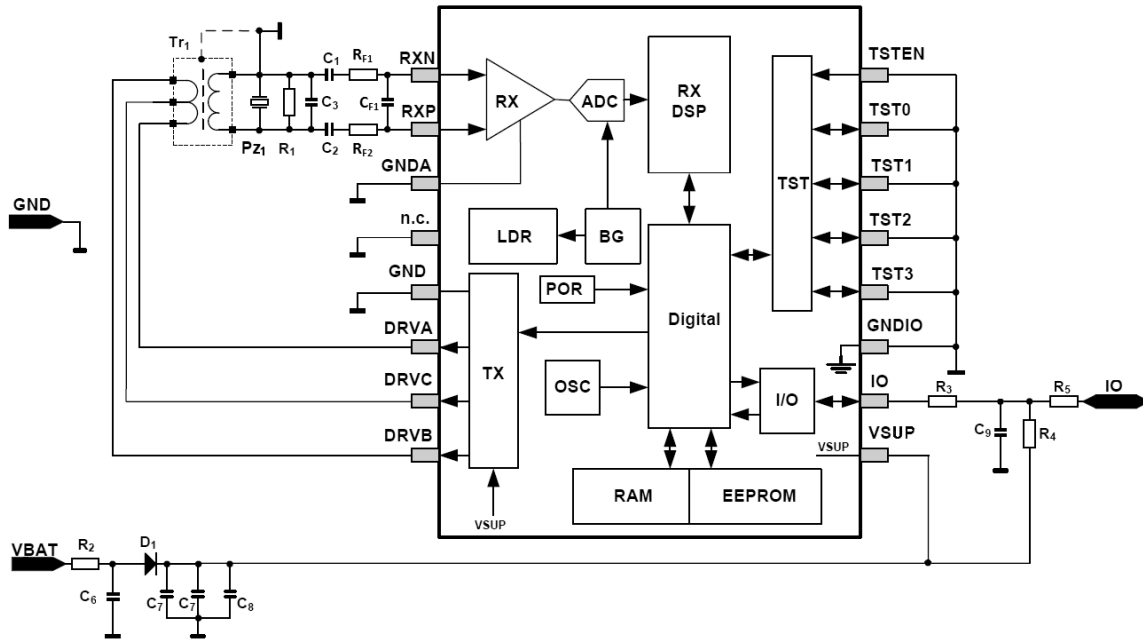 Tr1
C1
RF1
RXN
C3
CF1
RXP
Pz1
R1
C2
RF2
GNDA
n.c.
GND
GND
DRVA
DRVC
DRVB
RX
ADC
RX
DSP
LDR
BG
POR
TX
OSC
Digital
I/O
RAM
EEPROM
VSUP
TST
TSTEN
TST0
TST1
TST2
TST3
GNDIO
IO
VSUP
VSUP
R3
R5
IO
C9
R4
VBAT
R2
D1
C6
C7
C7
C8